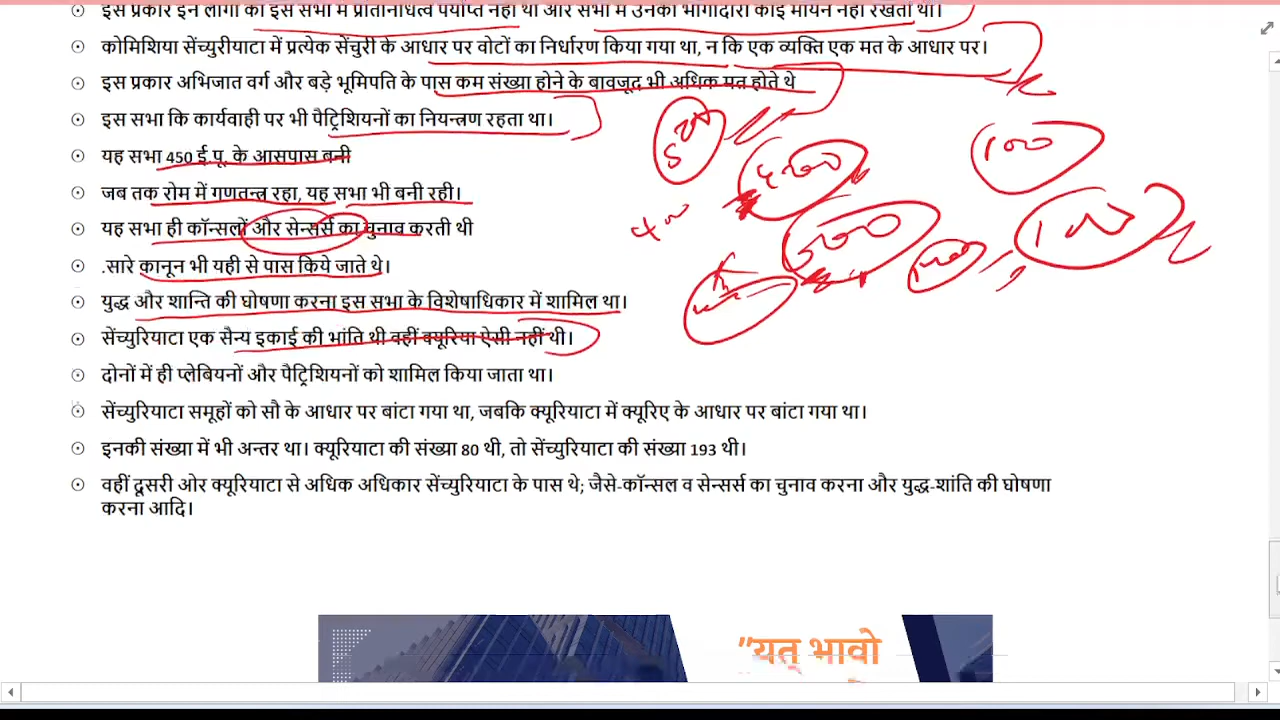 इस प्रकार इन लोगों का इस सभा में प्रतिनिधित्व पर्याप्त नहीं था और सभा में उनकी भागीदारी कोई मायने नहीं रखती था।
कोमिशिया सेंच्युरीयाटा में प्रत्येक सेंचुरी के आधार पर वोटों का निर्धारण किया गया था, न कि एक व्यक्ति एक मत के आधार पर।
इस प्रकार अभिजात वर्ग और बड़े भूमिपति के पास कम संख्या होने के बावजूद भी अधिक मत होते थे
इस सभा कि कार्यवाही पर भी पैट्रिशियनों का नियन्त्रण रहता था।
यह सभा 450 ई.पू. के आसपास बनी
जब तक रोम में गणतन्त्र रहा, यह सभा भी बनी रही।
यह सभा ही कॉन्सलों और सेन्सर्स का चुनाव करती थी
.सारे कानून भी यही से पास किये जाते थे।
युद्ध और शान्ति की घोषणा करना इस सभा के विशेषाधिकार में शामिल था।
सेंच्युरियाटा एक सैन्य इकाई की भांति थी वहीं क्यूरिया ऐसी नहीं थी।
दोनों में ही प्लेबियनों और पैट्रिशियनों को शामिल किया जाता था।
सेंच्युरियाटा समूहों को सौ के आधार पर बांटा गया था, जबकि क्यूरियाटा में क्यूरिए के आधार पर बांटा गया था।
इनकी संख्या में भी अन्तर था। क्यूरियाटा की संख्या 80 थी, तो सेंच्युरियाटा की संख्या 193 थी।
वहीं दूसरी ओर क्यूरियाटा से अधिक अधिकार सेंच्युरियाटा के पास थे; जैसे-कॉन्सल व सेन्सर्स का चुनाव करना और युद्ध-शांति की घोषणा
करना आदि।
100
"यत् भावो